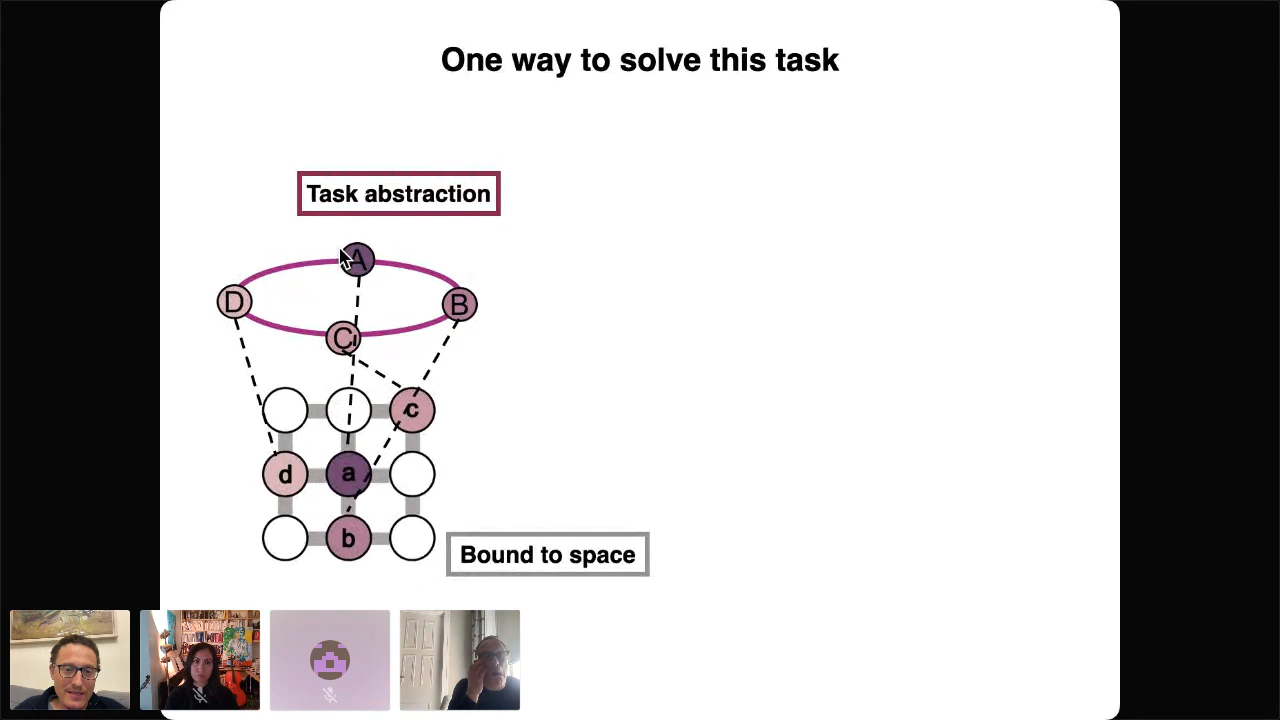 One way to solve this task
Task abstraction
A
D
B
C
c
d
a
b
Bound to space